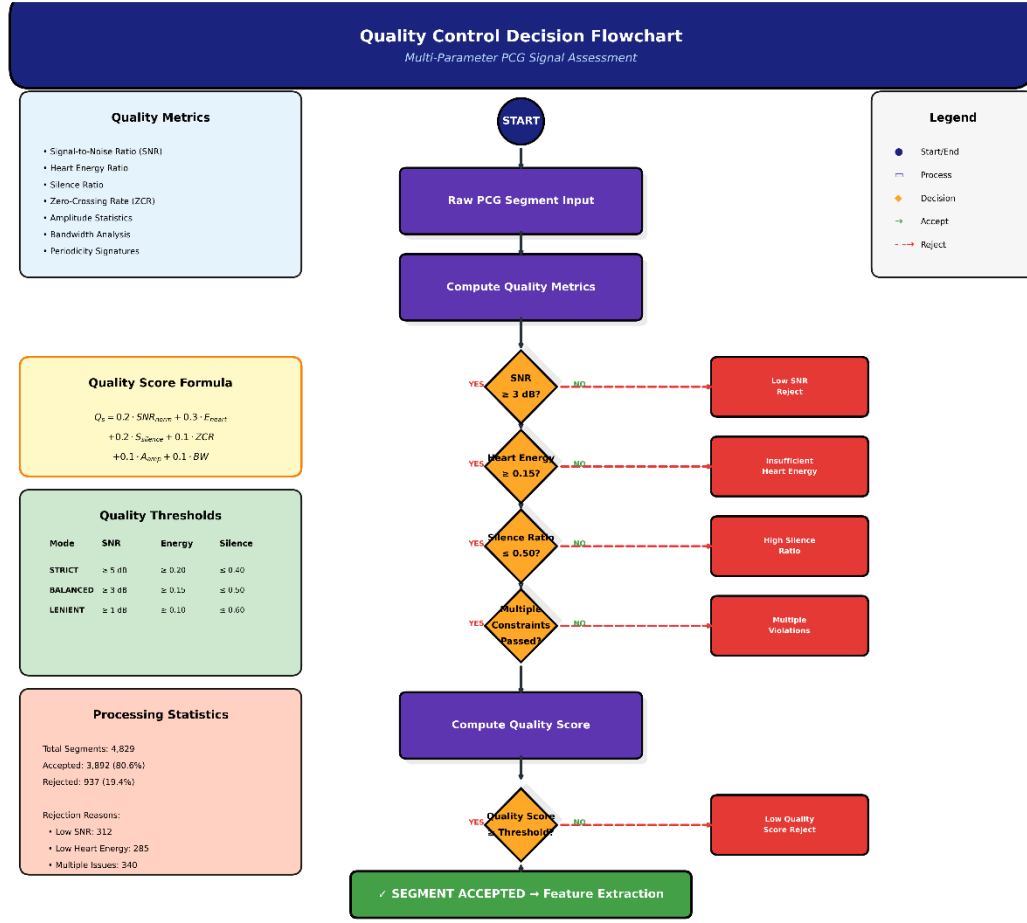 Quality Control Decision Flowchart
Multi-Parameter PCG Signal Assessment
Quality Metrics
• Signal-to-Noise Ratio (SNR)
• Heart Energy Ratio
• Silence Ratio
• Zero-Crossing Rate (ZCR)
• Amplitude Statistics
• Bandwidth Analysis
• Periodicity Signatures
START
Raw PCG Segment Input
Compute Quality Metrics
Legend
Start/End
Process
Decision
Accept
Reject
Quality Score Formula
Qs = 0.2 · SNRnorm + 0.3 · Eheart
+0.2 · Ssilence + 0.1 · ZCR
+0.1 · Aamp + 0.1 · BW
Quality Thresholds
Mode SNR Energy Silence
STRICT ≥ 5 dB ≥ 0.20 ≤ 0.40
BALANCED ≥ 3 dB ≥ 0.15 ≤ 0.50
LENIENT ≥ 1 dB ≥ 0.10 ≤ 0.60
Processing Statistics
Total Segments: 4,829
Accepted: 3,892 (80.6%)
Rejected: 937 (19.4%)
Rejection Reasons:
• Low SNR: 312
• Low Heart Energy: 285
• Multiple Issues: 340
SNR
≥ 3 dB?
YES
NO
Low SNR
Reject
Heart Energy
≥ 0.15?
YES
NO
Insufficient
Heart Energy
Silence Ratio
≤ 0.50?
YES
NO
High Silence
Ratio
Multiple
Constraints
Passed?
YES
NO
Multiple
Violations
Compute Quality Score
Quality Score
Threshold?
YES
NO
Low Quality
Score Reject
✓ SEGMENT ACCEPTED → Feature Extraction